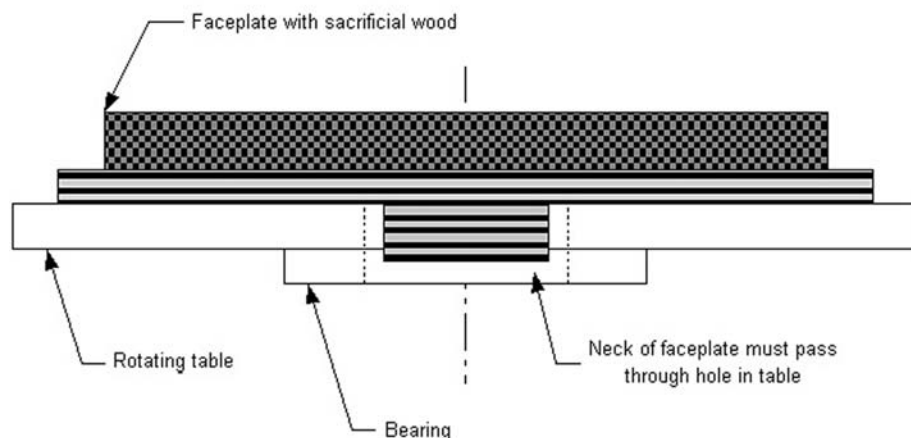 Faceplate with sacrificial wood
Rotating table
Neck of faceplate must pass
through hole in table
Bearing